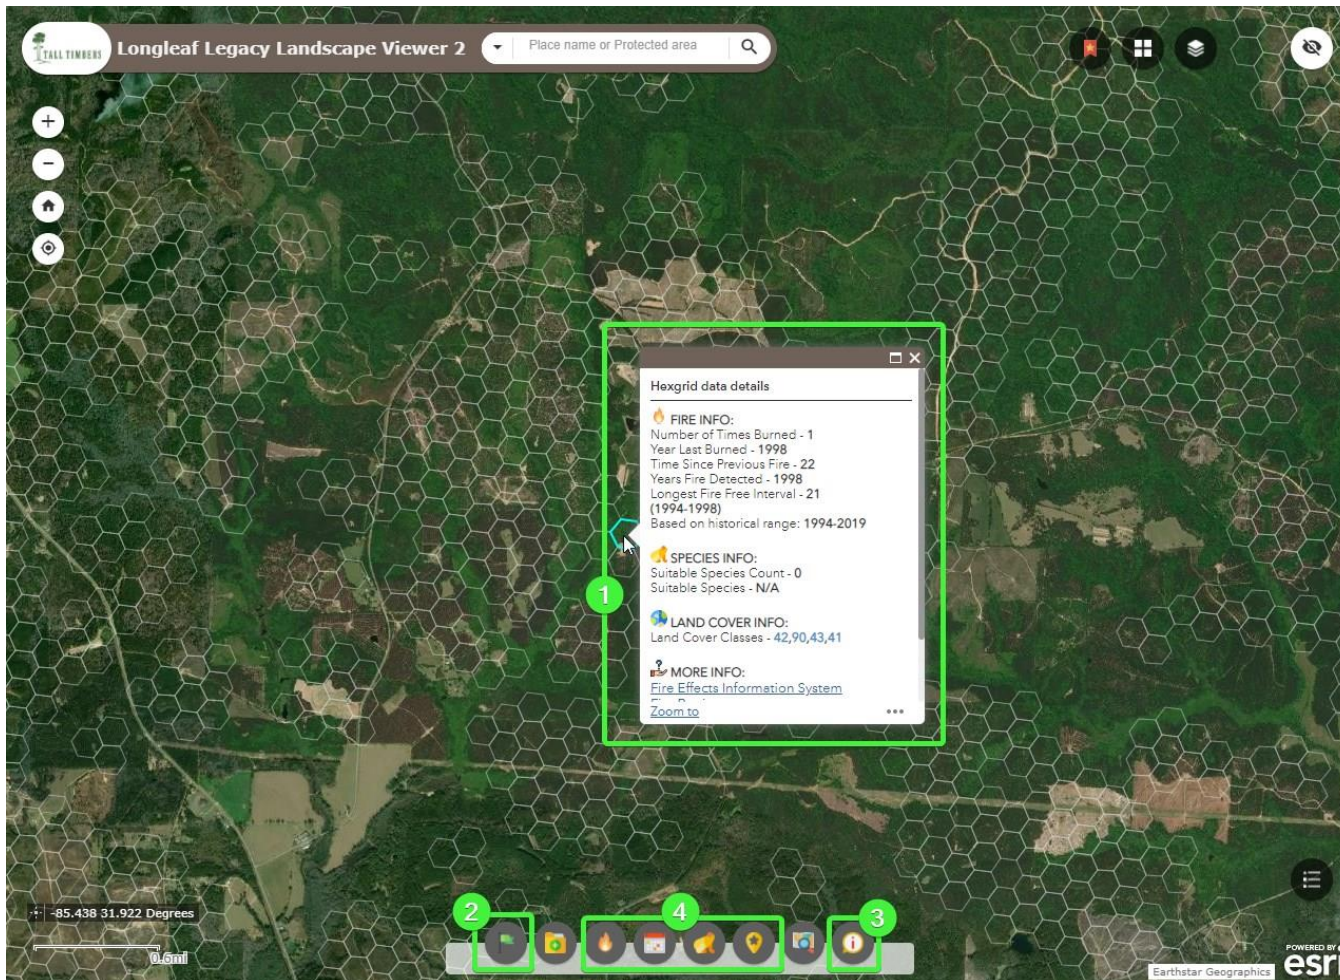 TALL TIMBERS
Longleaf Legacy Landscape Viewer 2
Place name or Protected area
Hexgrid data details
FIRE INFO:
Number of Times Burned - 1
Year Last Burned - 1998
Time Since Previous Fire - 22
Years Fire Detected - 1998
Longest Fire Free Interval - 21
(1994-1998)
Based on historical range: 1994-2019
SPECIES INFO:
Suitable Species Count - 0
Suitable Species - N/A
1
LAND COVER INFO:
Land Cover Classes - 42,90,43,41
MORE INFO:
Fire Effects Information System
Zoom to
-85.438 31.922 Degrees
2
4
3
0.6mi
POWERED BY
esri
Earthstar Geographics